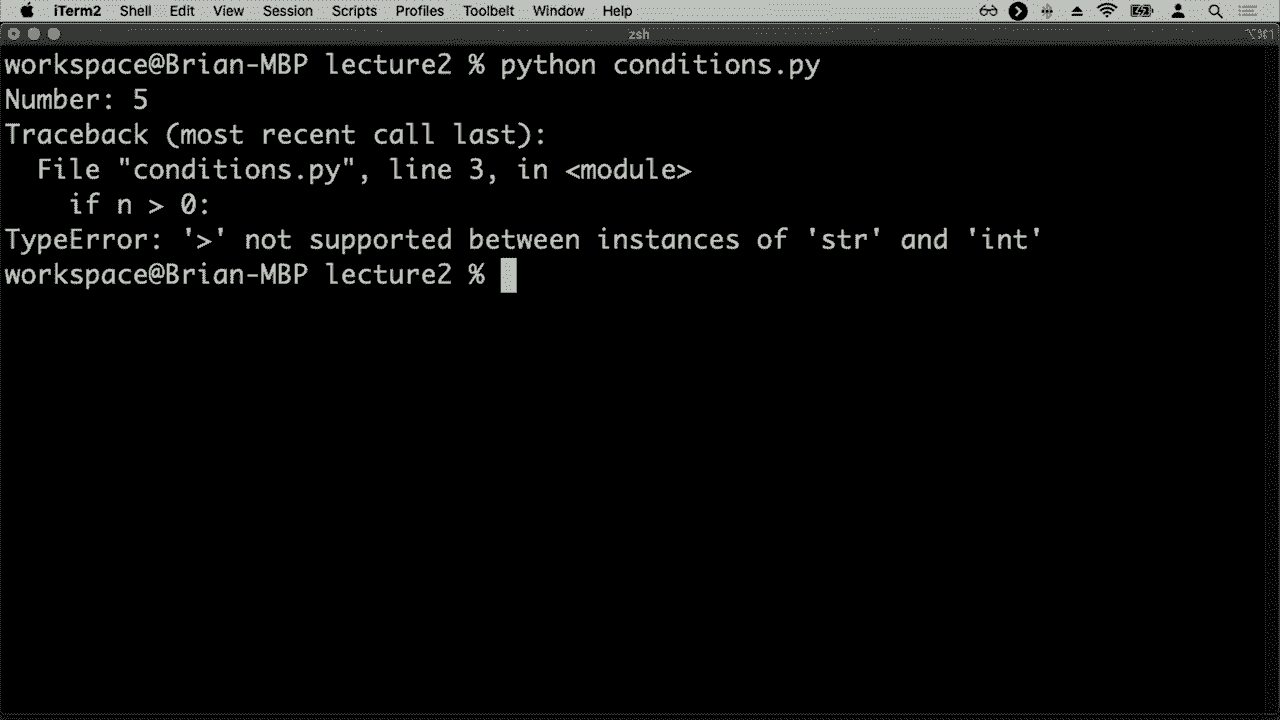 iTerm2 Shell Edit View Session Scripts Profiles Toolbelt Window Help
zsh
workspace@Brian-MBP lecture2 % python conditions.py
Number: 5
Traceback (most recent call last):
  File "conditions.py", line 3, in <module>
    if n > 0:
TypeError: '>' not supported between instances of 'str' and 'int'
workspace@Brian-MBP lecture2 %